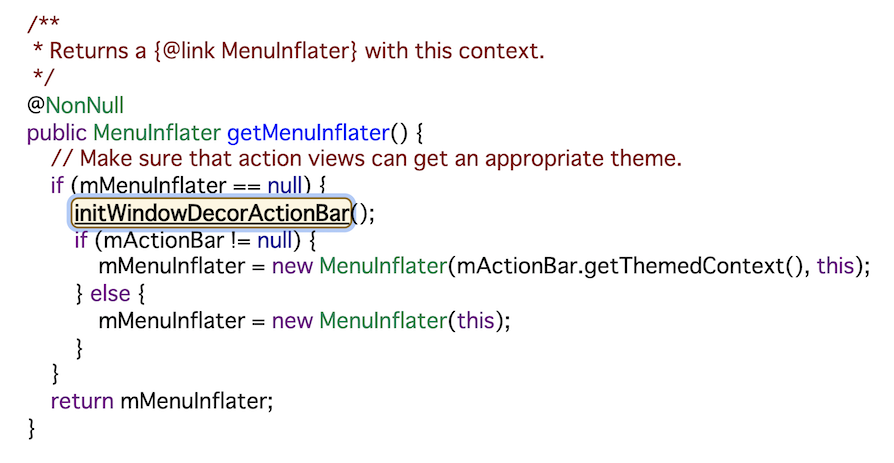 /**
 * Returns a {@link MenuInflater} with this context.
 */
@NonNull
public MenuInflater getMenuInflater() {
    // Make sure that action views can get an appropriate theme.
    if (mMenuInflater == null) {
        initWindowDecorActionBar();
        if (mActionBar != null) {
            mMenuInflater = new MenuInflater(mActionBar.getThemedContext(), this);
        } else {
            mMenuInflater = new MenuInflater(this);
        }
    }
    return mMenuInflater;
}